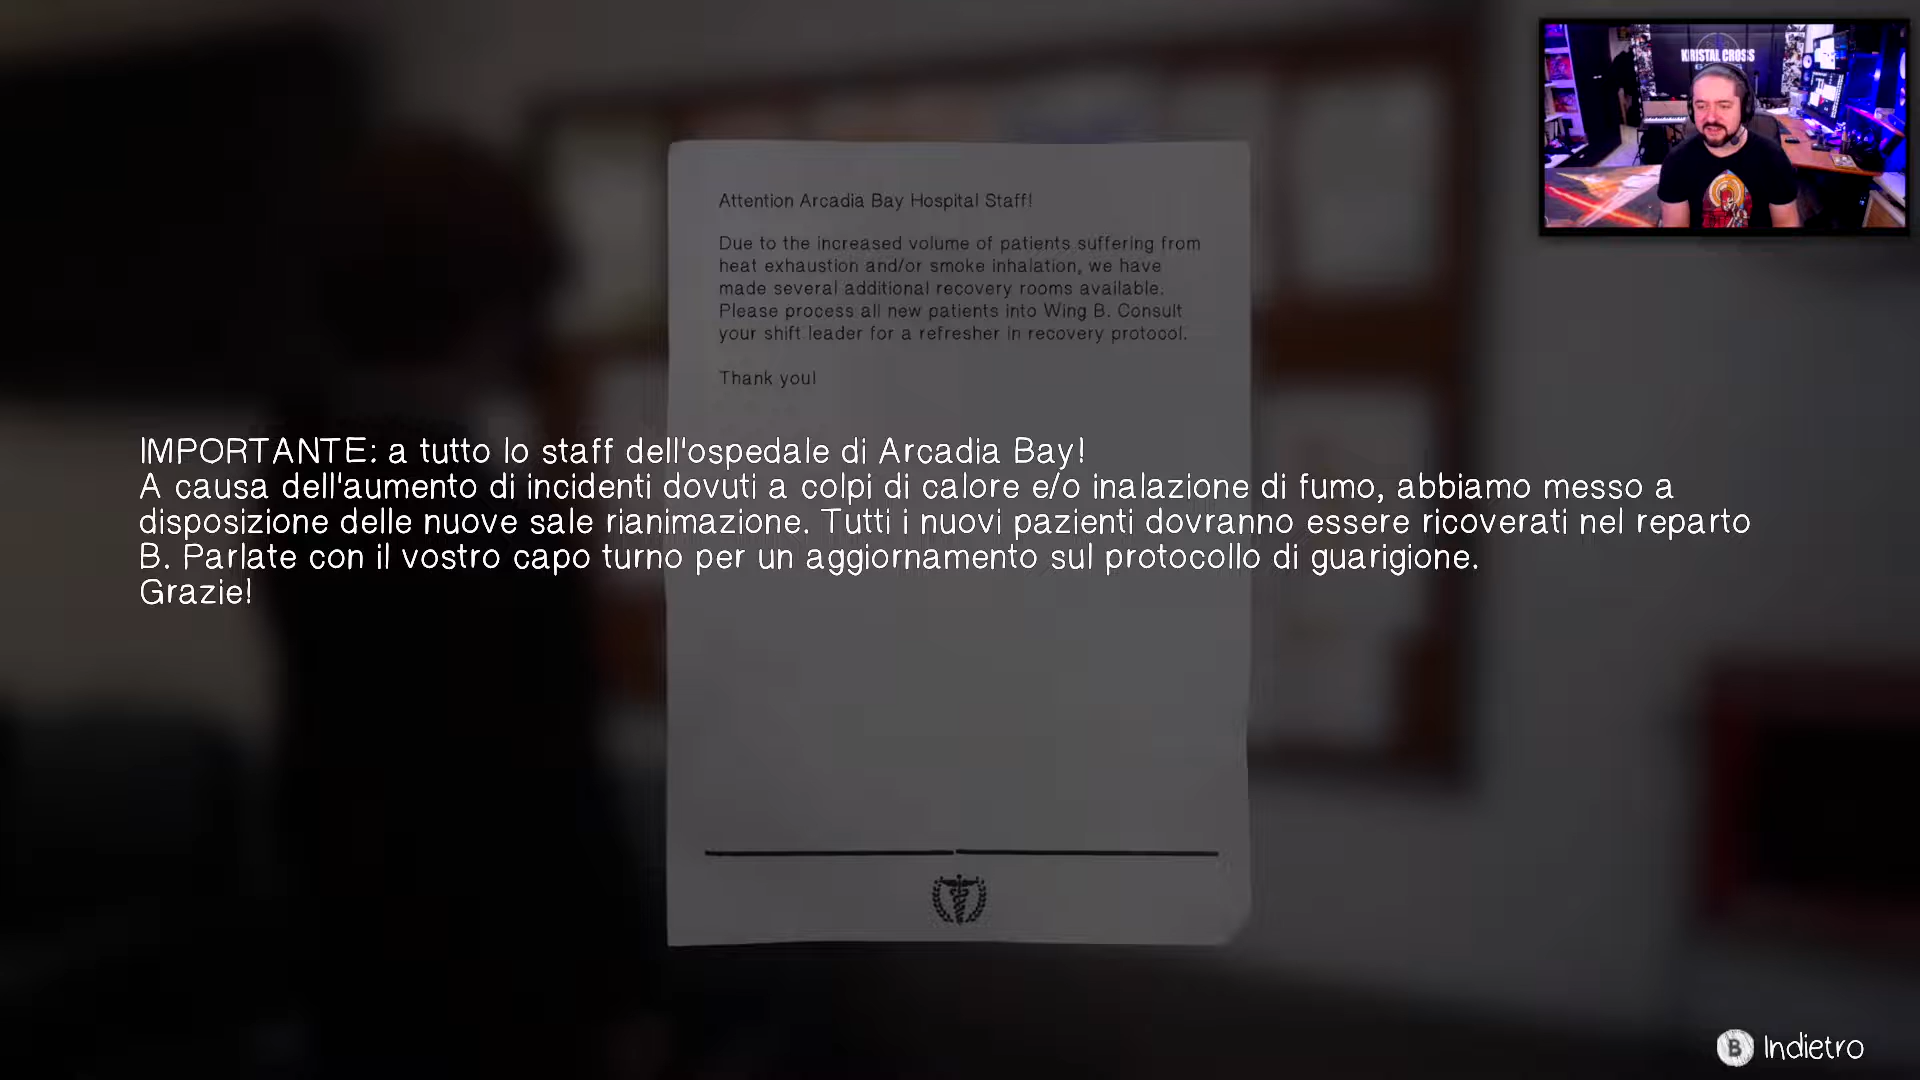 KRISTAL CROSS
Attention Arcadia Bay Hospital Staff!
Due to the increased volume of patients suffering from
heat exhaustion and/or smoke inhalation, we have
made several additional recovery rooms available.
Please process all new patients into Wing B. Consult
your shift leader for a refresher in recovery protocol.
Thank you!
IMPORTANTE: a tutto lo staff dell'ospedale di Arcadia Bay!
A causa dell'aumento di incidenti dovuti a colpi di calore e/o inalazione di fumo, abbiamo messo a
disposizione delle nuove sale rianimazione. Tutti i nuovi pazienti dovranno essere ricoverati nel reparto
B. Parlate con il vostro capo turno per un aggiornamento sul protocollo di guarigione.
Grazie!
B Indietro